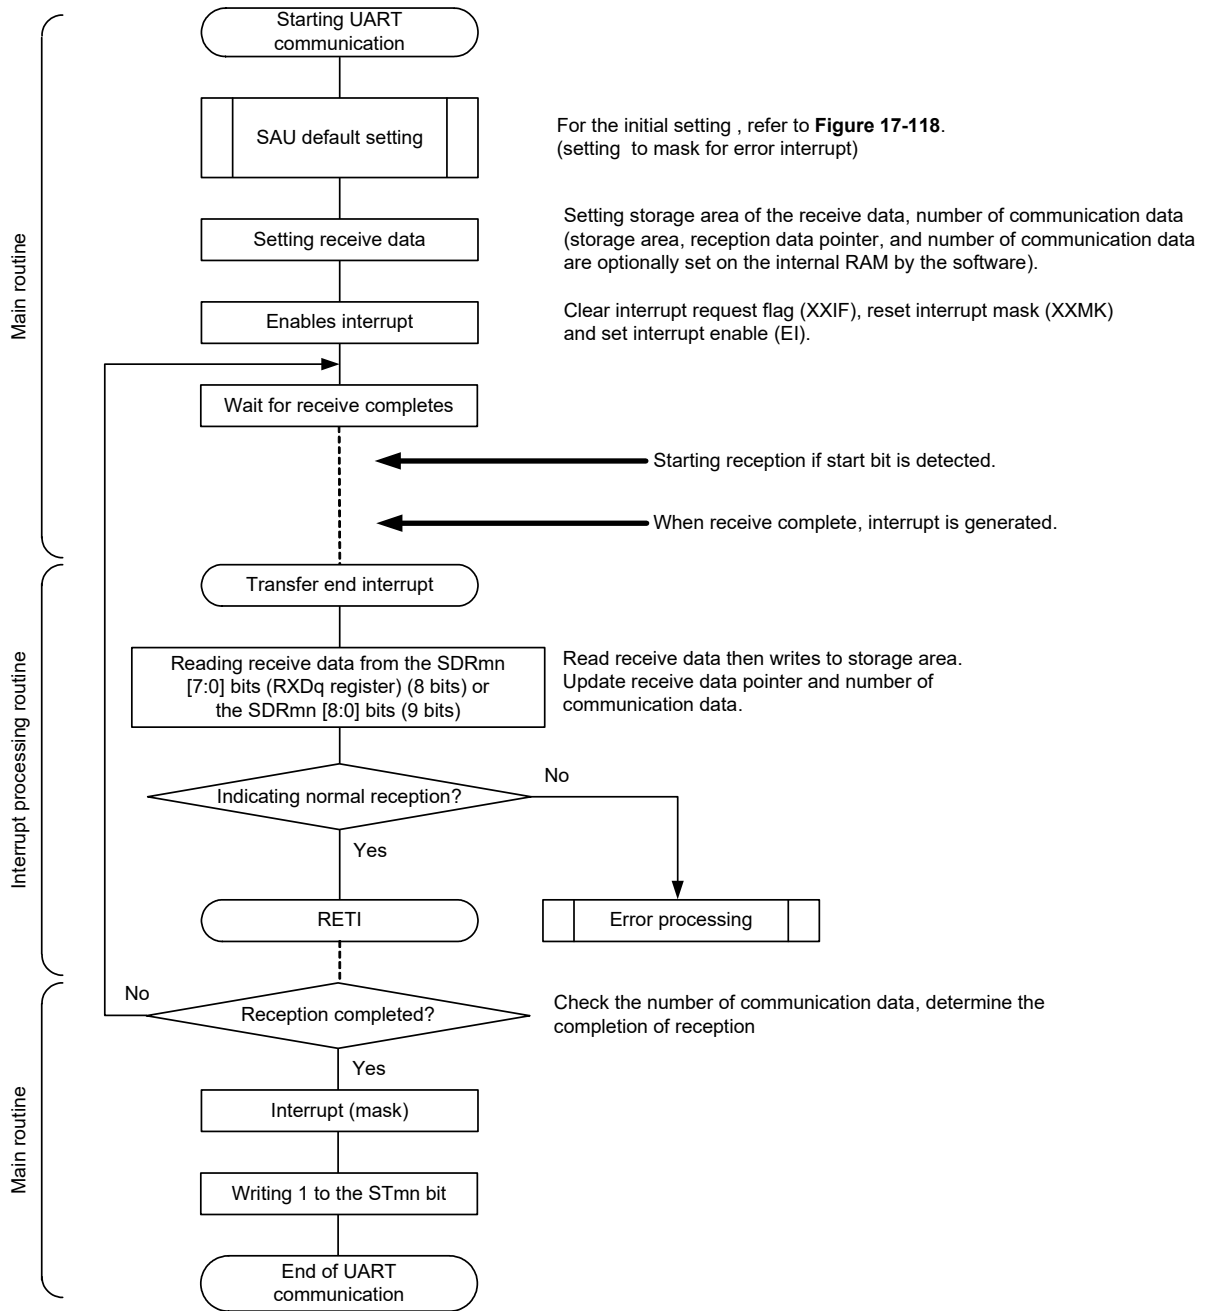 Starting UART
communication
SAU default setting
For the initial setting , refer to Figure 17-118.
(setting  to mask for error interrupt)
Setting receive data
Setting storage area of the receive data, number of communication data
(storage area, reception data pointer, and number of communication data
are optionally set on the internal RAM by the software).
Enables interrupt
Clear interrupt request flag (XXIF), reset interrupt mask (XXMK)
and set interrupt enable (EI).
Main routine
Wait for receive completes
Starting reception if start bit is detected.
When receive complete, interrupt is generated.
Transfer end interrupt
Reading receive data from the SDRmn
[7:0] bits (RXDq register) (8 bits) or
the SDRmn [8:0] bits (9 bits)
Read receive data then writes to storage area.
Update receive data pointer and number of
communication data.
Interrupt processing routine
Indicating normal reception?
No
Yes
RETI
Error processing
No
Reception completed?
Check the number of communication data, determine the
completion of reception
Yes
Interrupt (mask)
Main routine
Writing 1 to the STmn bit
End of UART
communication